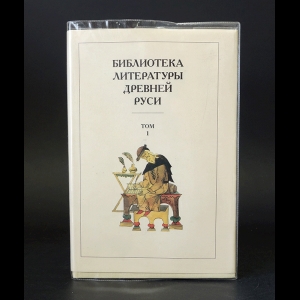 БИБЛИОТЕКА
ЛИТЕРАТУРЫ
ДРЕВНЕЙ
РУСИ
ТОМ
I